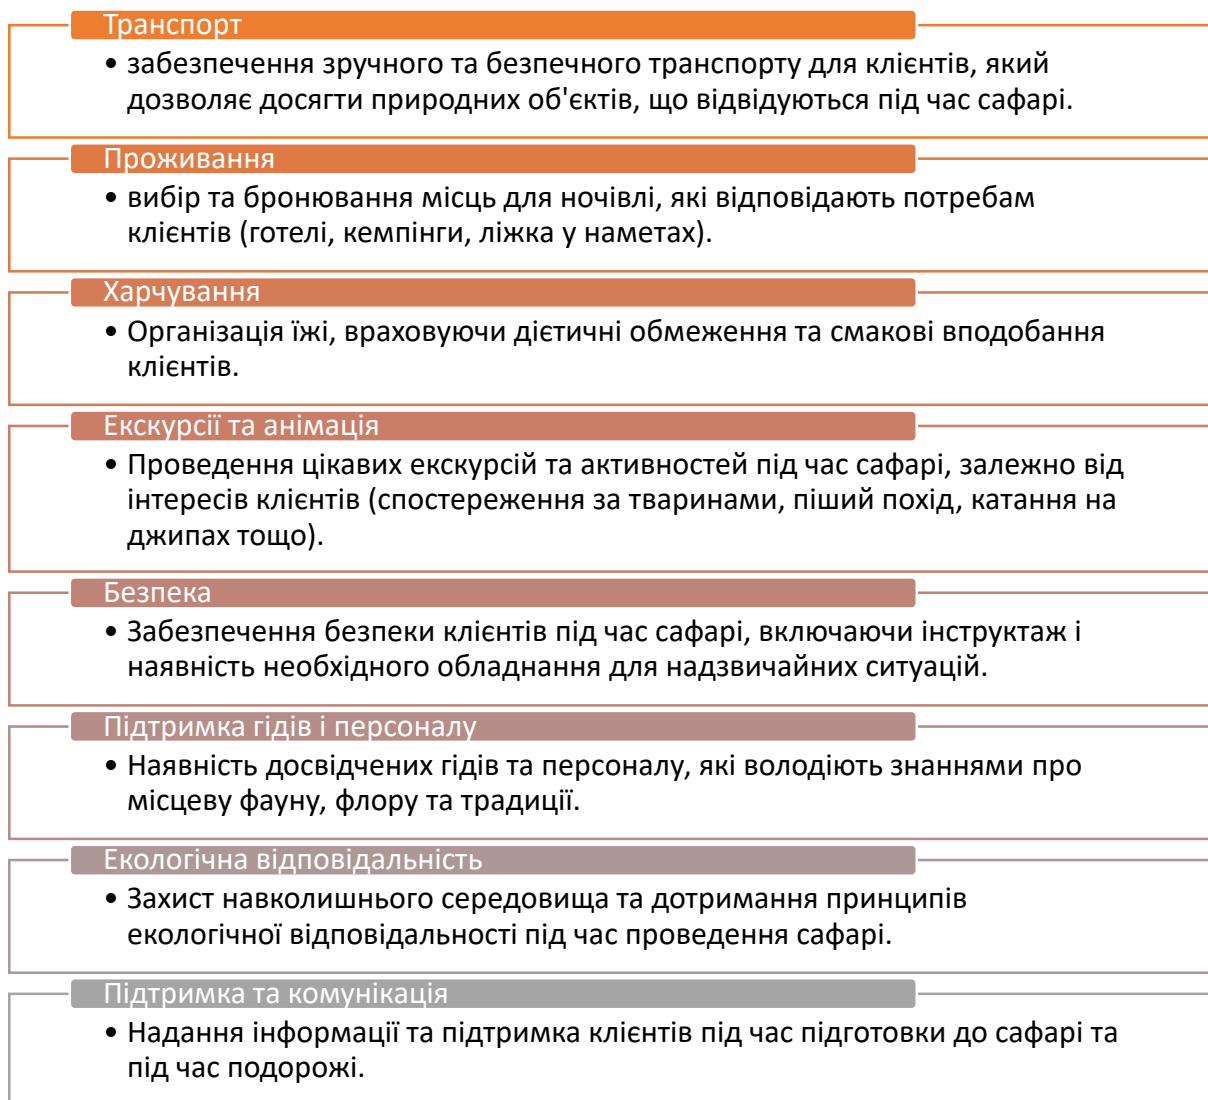 Транспорт
• забезпечення зручного та безпечного транспорту для клієнтів, який
дозволяє досягти природних об'єктів, що відвідуються під час сафарі.
Проживання
• вибір та бронювання місць для ночівлі, які відповідають потребам
клієнтів (готелі, кемпінги, ліжка у наметах).
Харчування
• Організація їжі, враховуючи дієтичні обмеження та смакові вподобання
клієнтів.
Екскурсії та анімація
• Проведення цікавих екскурсій та активностей під час сафарі, залежно від
інтересів клієнтів (спостереження за тваринами, піший похід, катання на
джипах тощо).
Безпека
• Забезпечення безпеки клієнтів під час сафарі, включаючи інструктаж і
наявність необхідного обладнання для надзвичайних ситуацій.
Підтримка гідів і персоналу
• Наявність досвідчених гідів та персоналу, які володіють знаннями про
місцеву фауну, флору та традиції.
Екологічна відповідальність
• Захист навколишнього середовища та дотримання принципів
екологічної відповідальності під час проведення сафарі.
Підтримка та комунікація
• Надання інформації та підтримка клієнтів під час підготовки до сафарі та
під час подорожі.